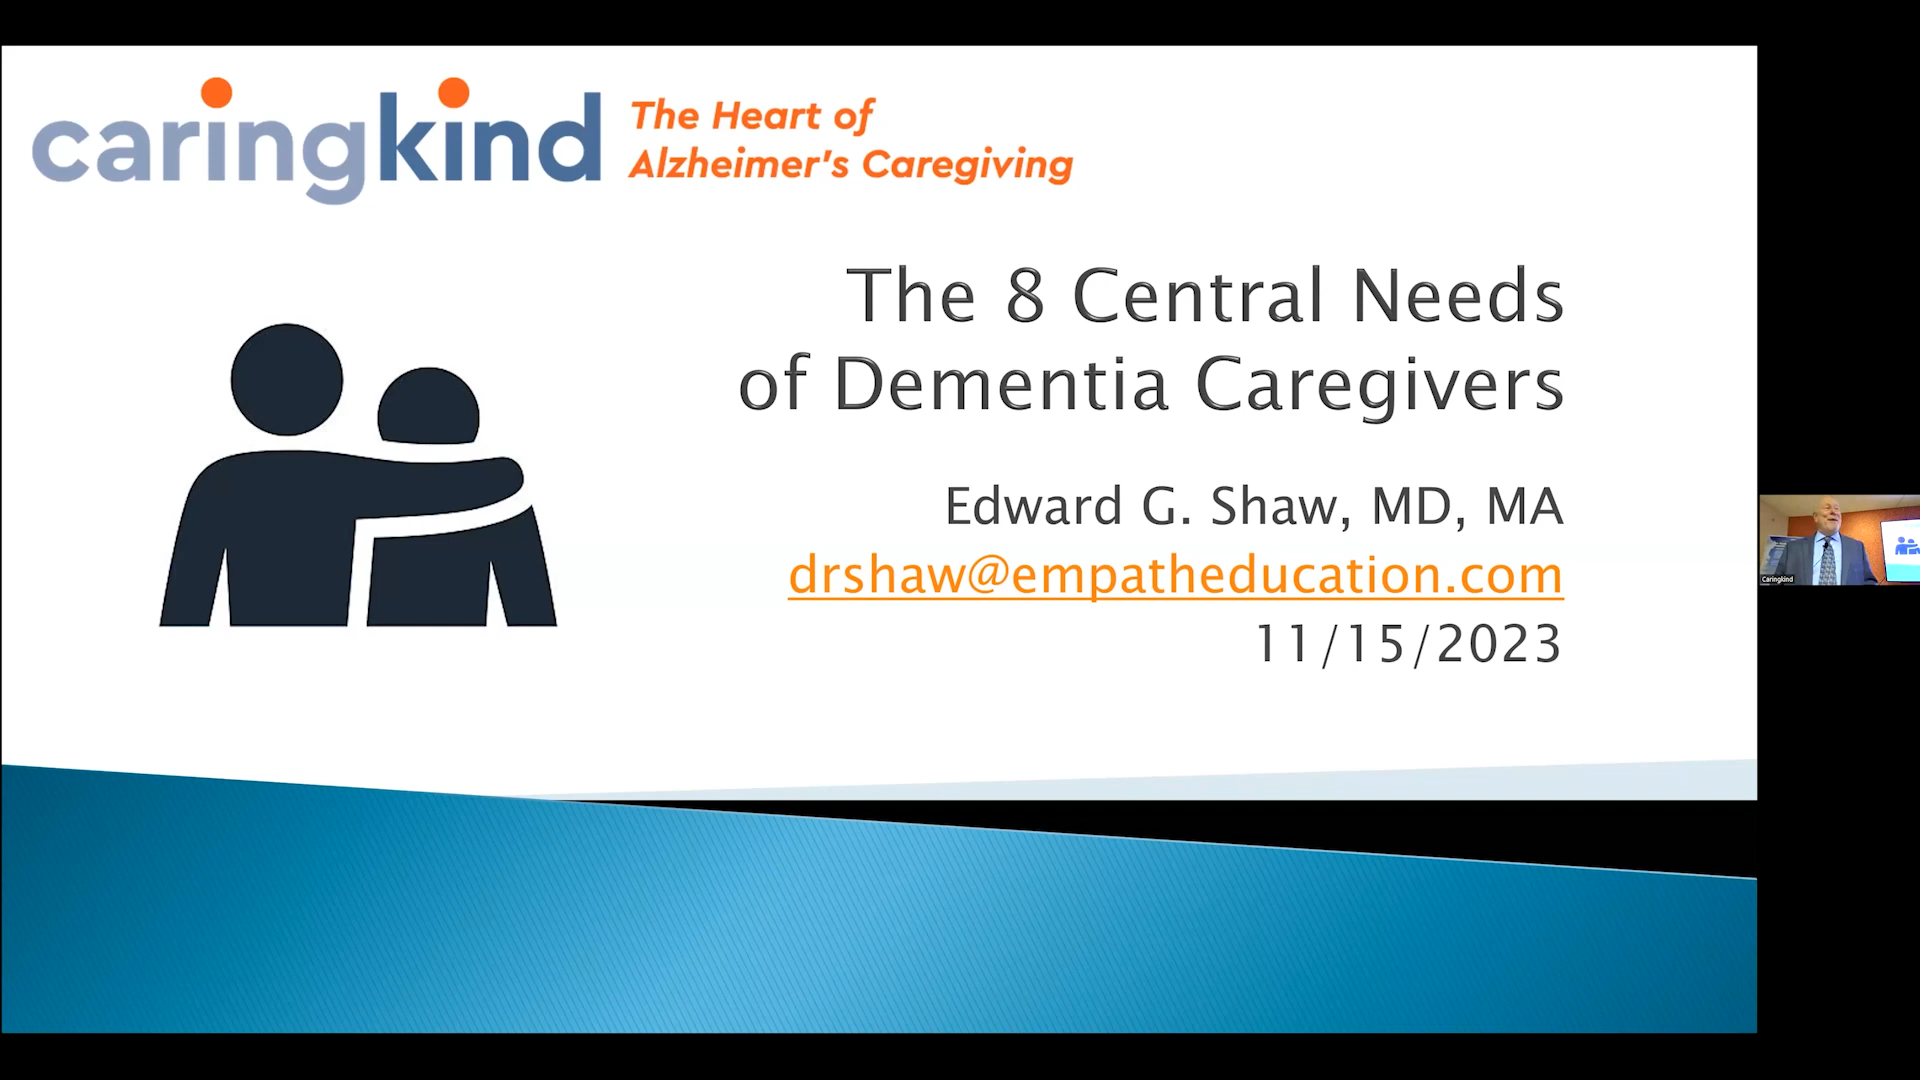 caringkind
The Heart of
Alzheimer's Caregiving
The 8 Central Needs
of Dementia Caregivers
Edward G. Shaw, MD, MA
drshaw@empatheducation.com
11/15/2023
Caringkind